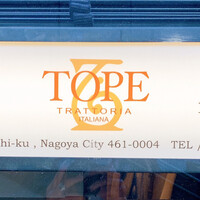 TOPE
TRATTORIA
ITALIANA
hi-ku , Nagoya City 461-0004 TEL /